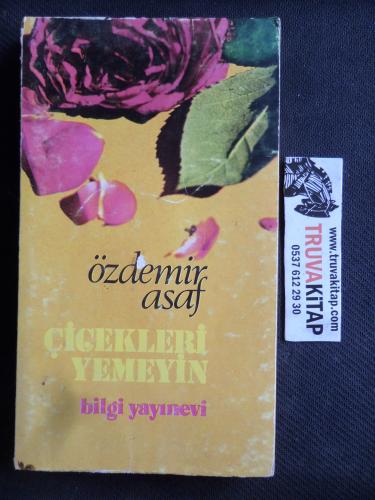 özdemir
asaf
ÇİÇEKLERİ
YEMEYİN
bilgi yayınevi
www.truvakitap.com
TRUVAKİTAP
0537 612 29 30